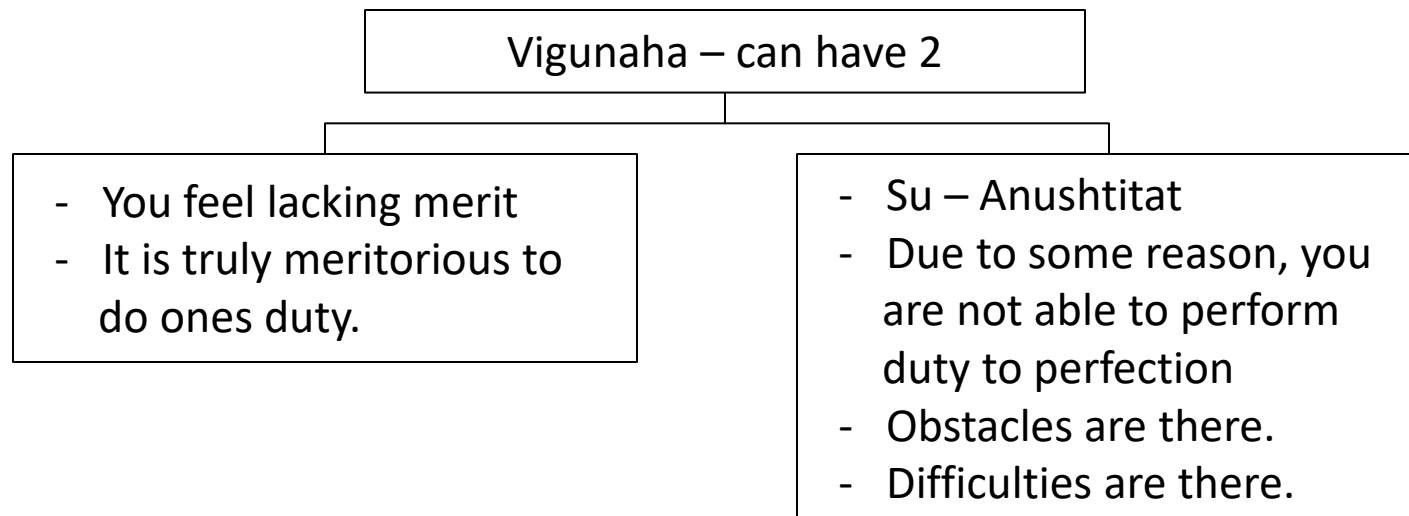 Vigunaha – can have 2
- You feel lacking merit
- It is truly meritorious to
do ones duty.
- Su – Anushtitat
- Due to some reason, you
are not able to perform
duty to perfection
- Obstacles are there.
- Difficulties are there.